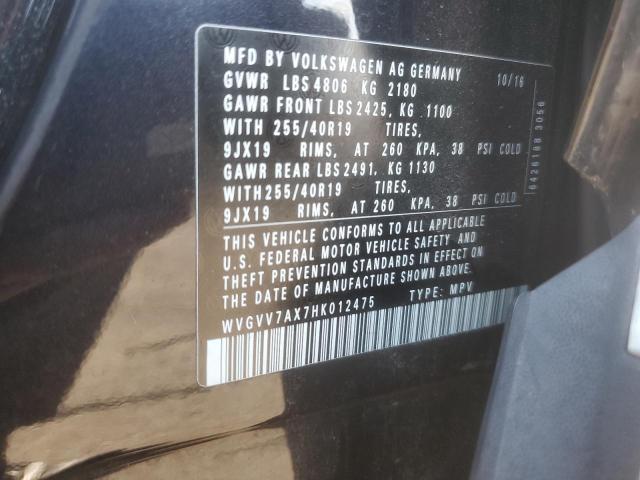 MFD BY VOLKSWAGEN AG GERMANY 10/16
GVWR LBS 4806 KG 2180
GAWR FRONT LBS 2425, KG 1100
WITH 255/40R19 TIRES,
9JX19 RIMS, AT 260 KPA, 38 PSI COLD
GAWR REAR LBS 2491, KG 1130
WITH 255/40R19 TIRES,
9JX19 RIMS, AT 260 KPA, 38 PSI COLD
THIS VEHICLE CONFORMS TO ALL APPLICABLE
U.S. FEDERAL MOTOR VEHICLE SAFETY AND
THEFT PREVENTION STANDARDS IN EFFECT ON
THE DATE OF MANUFACTURE SHOWN ABOVE.
WVGVV7AX7HK012475 TYPE: MPV
6426188 3056